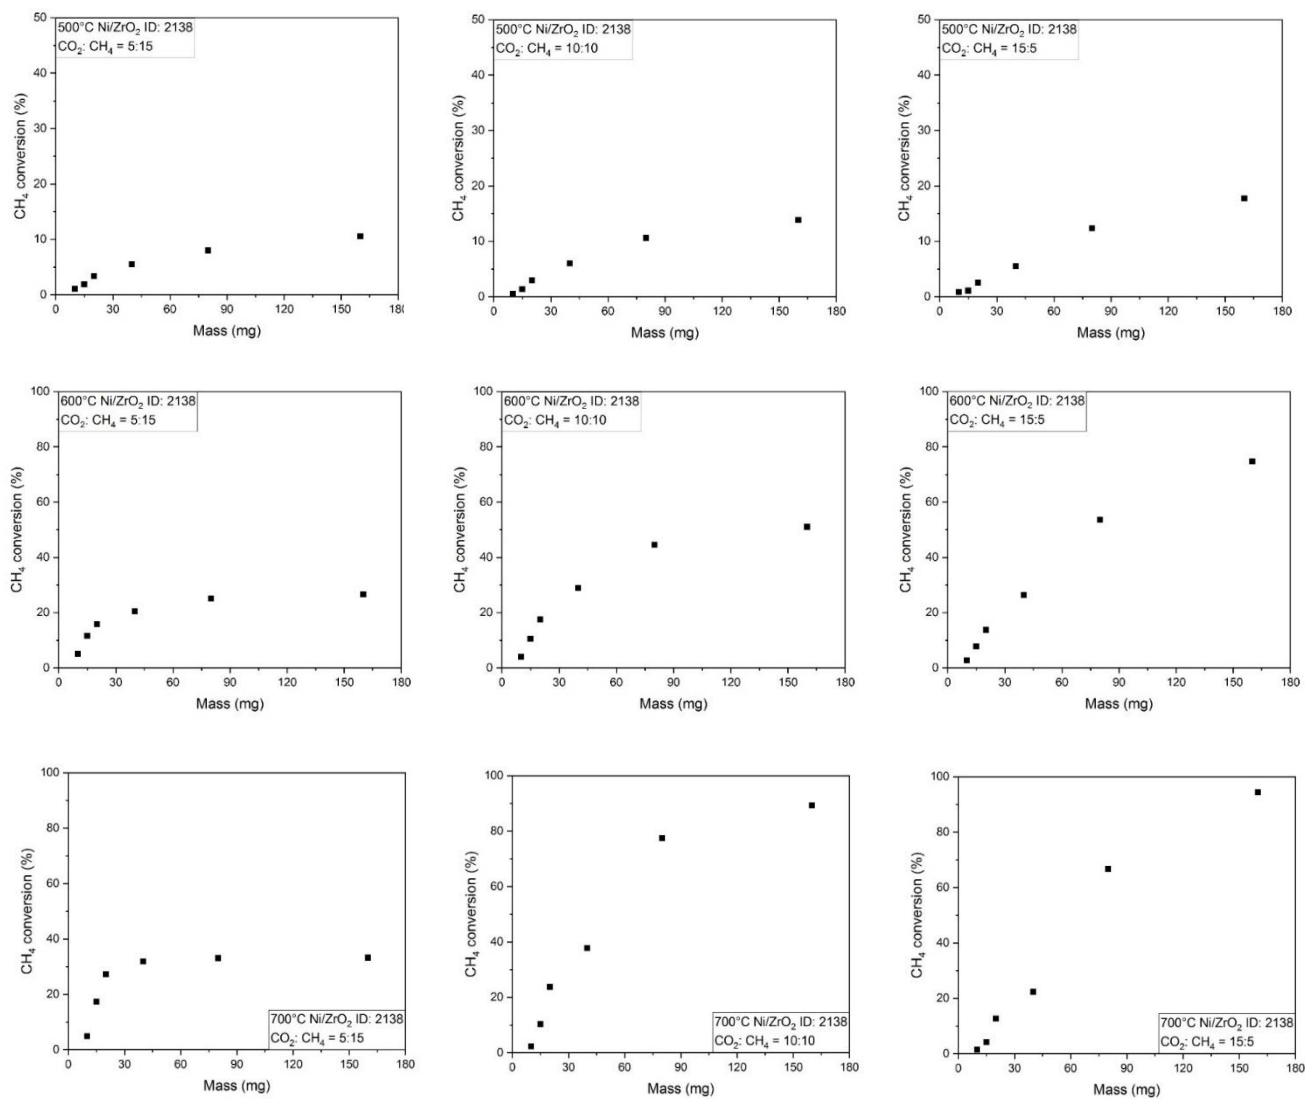 500°C Ni/ZrO₂ ID: 2138
CO₂: CH₄ = 5:15
CH₄ conversion (%)
50
40
30
20
10
0
0 30 60 90 120 150 180
Mass (mg)
500°C Ni/ZrO₂ ID: 2138
CO₂: CH₄ = 10:10
CH₄ conversion (%)
50
40
30
20
10
0
0 30 60 90 120 150 180
Mass (mg)
500°C Ni/ZrO₂ ID: 2138
CO₂: CH₄ = 15:5
CH₄ conversion (%)
50
40
30
20
10
0
0 30 60 90 120 150 180
Mass (mg)
600°C Ni/ZrO₂ ID: 2138
CO₂: CH₄ = 5:15
CH₄ conversion (%)
100
80
60
40
20
0
0 30 60 90 120 150 180
Mass (mg)
600°C Ni/ZrO₂ ID: 2138
CO₂: CH₄ = 10:10
CH₄ conversion (%)
100
80
60
40
20
0
0 30 60 90 120 150 180
Mass (mg)
600°C Ni/ZrO₂ ID: 2138
CO₂: CH₄ = 15:5
CH₄ conversion (%)
100
80
60
40
20
0
0 30 60 90 120 150 180
Mass (mg)
CH₄ conversion (%)
100
80
60
40
20
0
700°C Ni/ZrO₂ ID: 2138
CO₂: CH₄ = 5:15
0 30 60 90 120 150 180
Mass (mg)
CH₄ conversion (%)
100
80
60
40
20
0
700°C Ni/ZrO₂ ID: 2138
CO₂: CH₄ = 10:10
0 30 60 90 120 150 180
Mass (mg)
CH₄ conversion (%)
100
80
60
40
20
0
700°C Ni/ZrO₂ ID: 2138
CO₂: CH₄ = 15:5
0 30 60 90 120 150 180
Mass (mg)